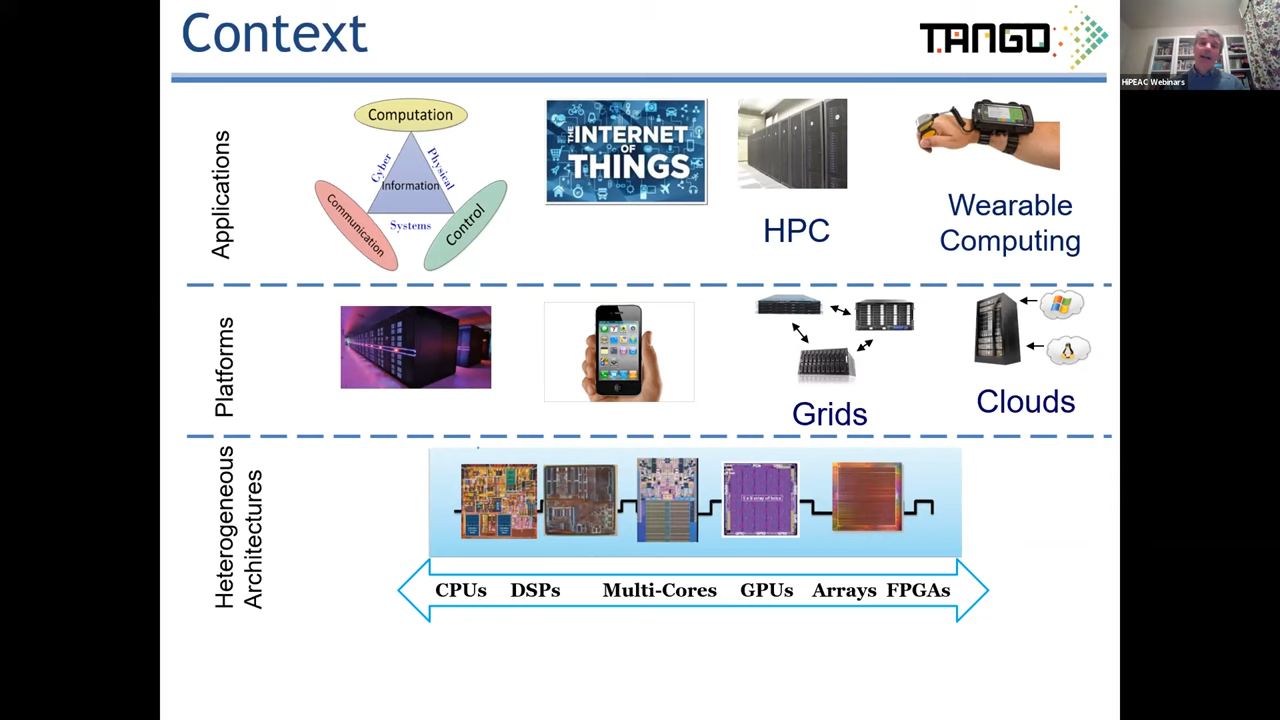 Context
T.ANGO
HiPEAC Webinars
Applications
Computation
Cyber
Physical
Information
Systems
Communication
Control
THE
INTERNET
OF
THINGS
HPC
Wearable
Computing
Platforms
Grids
Clouds
Heterogeneous
Architectures
CPUs DSPs Multi-Cores GPUs Arrays FPGAs